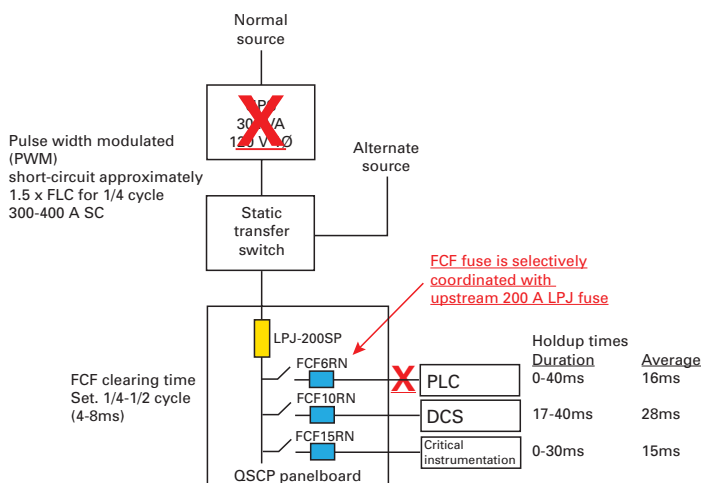 Normal
source
X
Pulse width modulated
(PWM)
short-circuit approximately
1.5 x FLC for 1/4 cycle
300-400 A SC
Alternate
source
Static
transfer
switch
FCF fuse is selectively
coordinated with
upstream 200 A LPJ fuse
LPJ-200SP
FCF clearing time
Set. 1/4-1/2 cycle
(4-8ms)
Holdup times
Duration Average
FCF6RN
X
PLC
0-40ms 16ms
FCF10RN
DCS
17-40ms 28ms
FCF15RN
Critical
instrumentation
0-30ms 15ms
QSCP panelboard